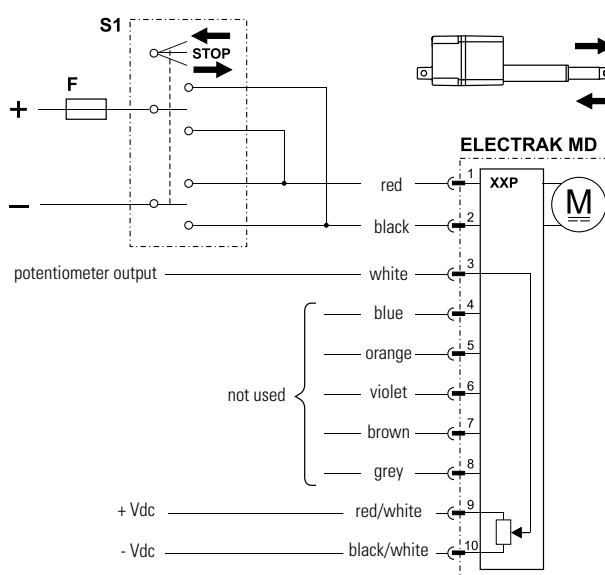 S1
STOP
F
+
−
ELECTRAK MD
XXP
M
red 1
black 2
potentiometer output white 3
blue 4
orange 5
not used violet 6
brown 7
grey 8
+ Vdc red/white 9
- Vdc black/white 10